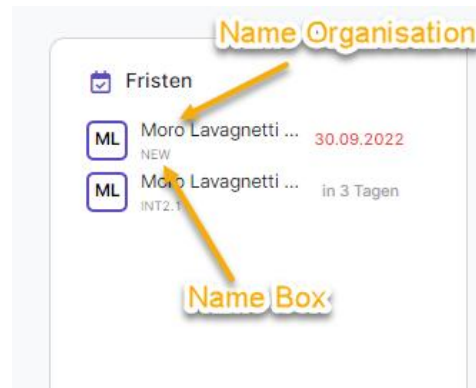 Name Organisation
Fristen
ML Moro Lavagnetti ... 30.09.2022
NEW
ML Moro Lavagnetti ... in 3 Tagen
INT2.1
Name Box